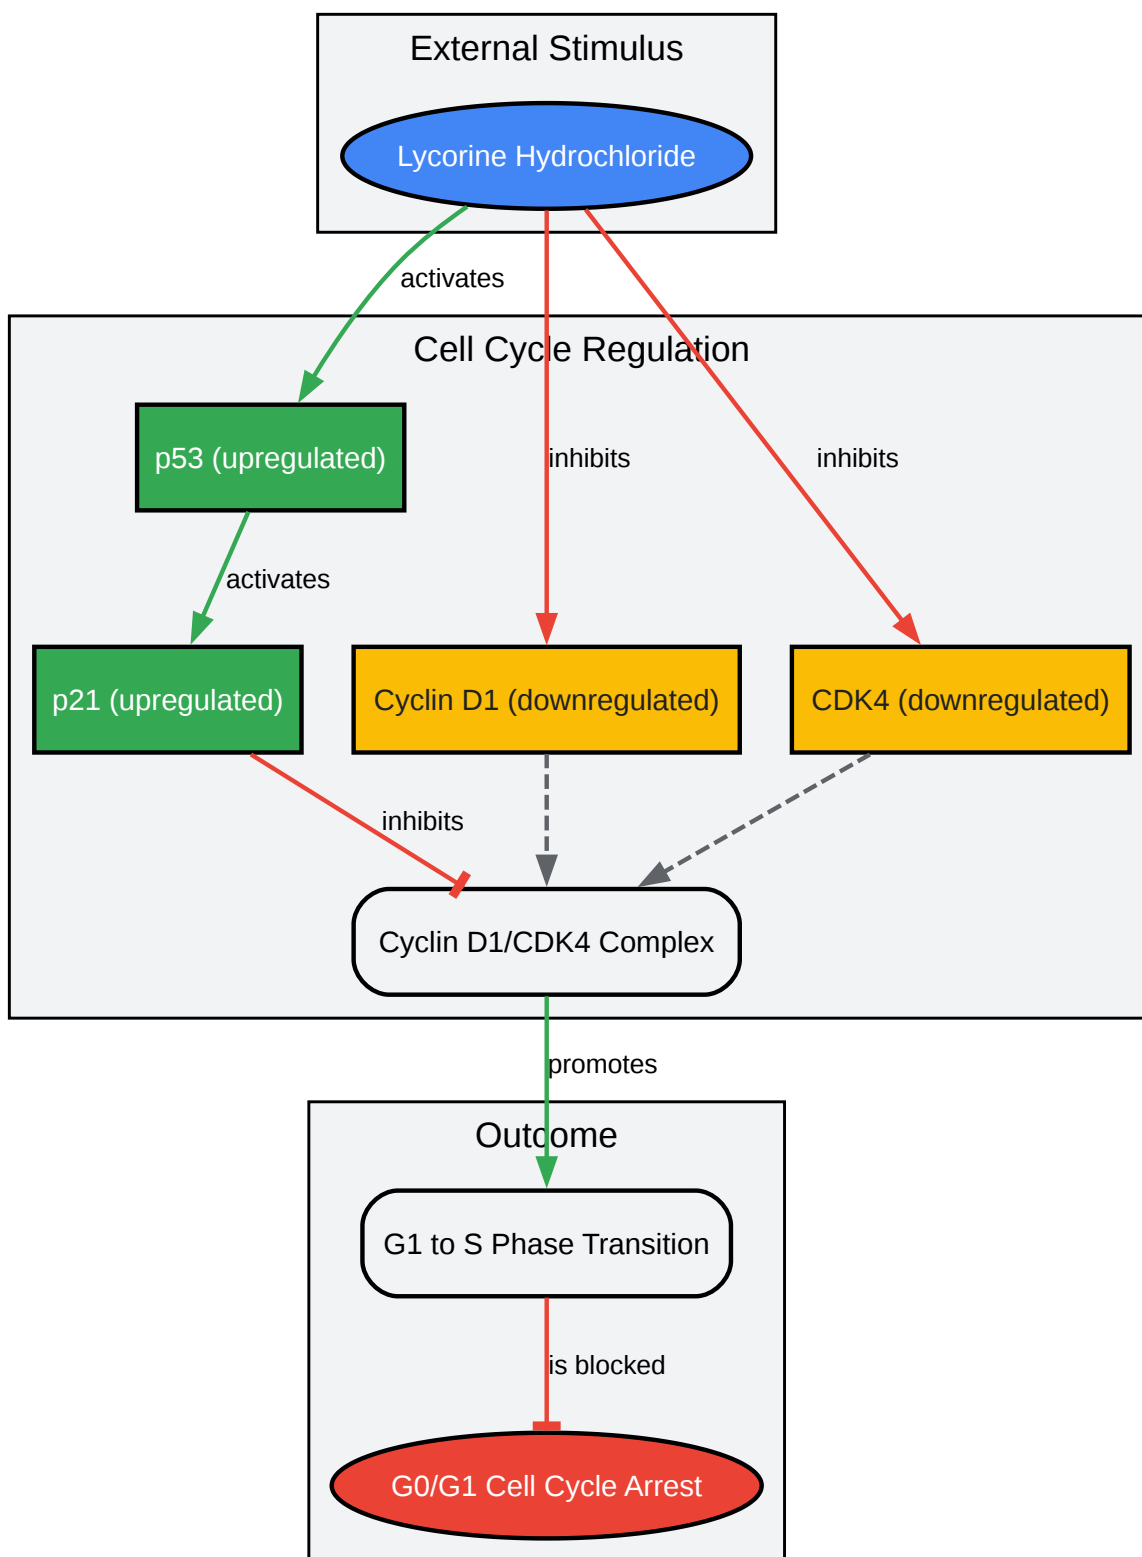 External Stimulus
Lycorine Hydrochloride
activates
Cell Cycle Regulation
p53 (upregulated)
inhibits
inhibits
activates
p21 (upregulated)
Cyclin D1 (downregulated)
CDK4 (downregulated)
inhibits
Cyclin D1/CDK4 Complex
promotes
Outcome
G1 to S Phase Transition
is blocked
G0/G1 Cell Cycle Arrest